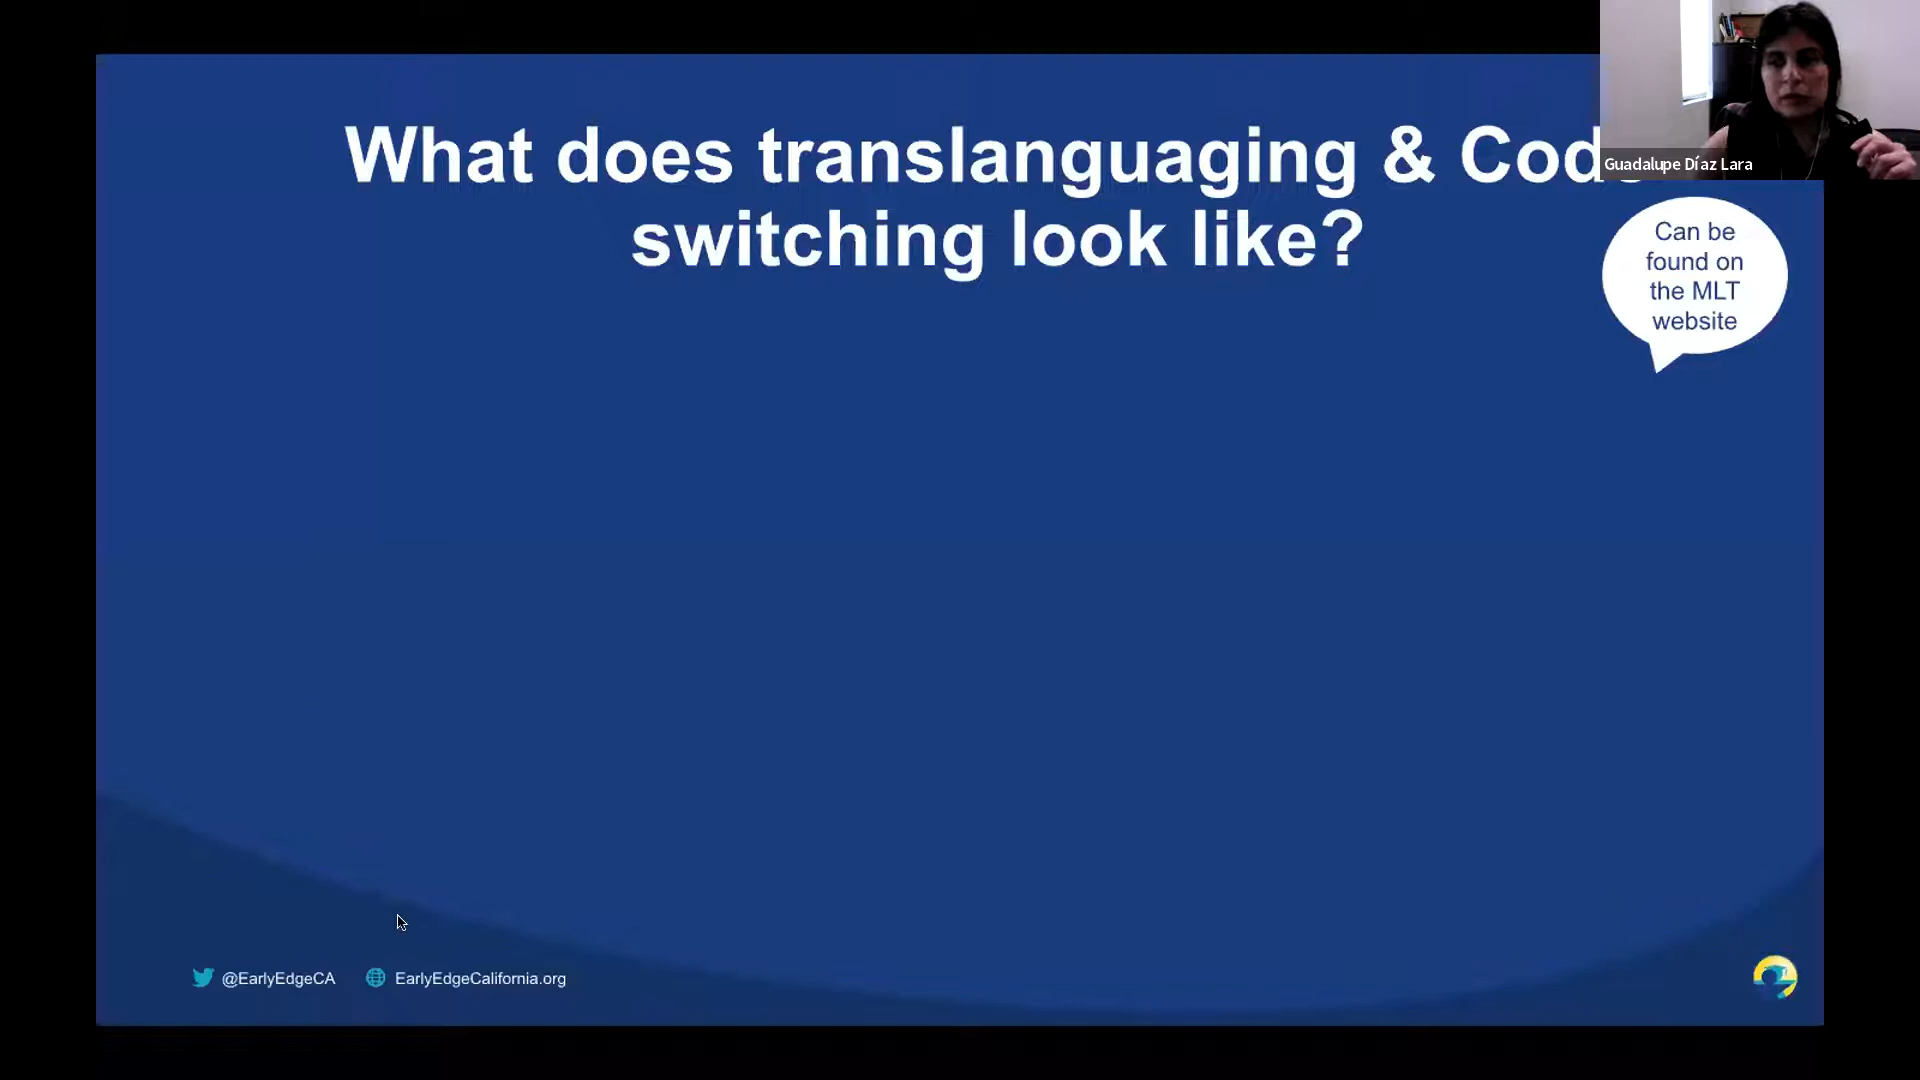 What does translanguaging & Cod
switching look like?
Guadalupe Díaz Lara
Can be
found on
the MLT
website
@EarlyEdgeCA
EarlyEdgeCalifornia.org